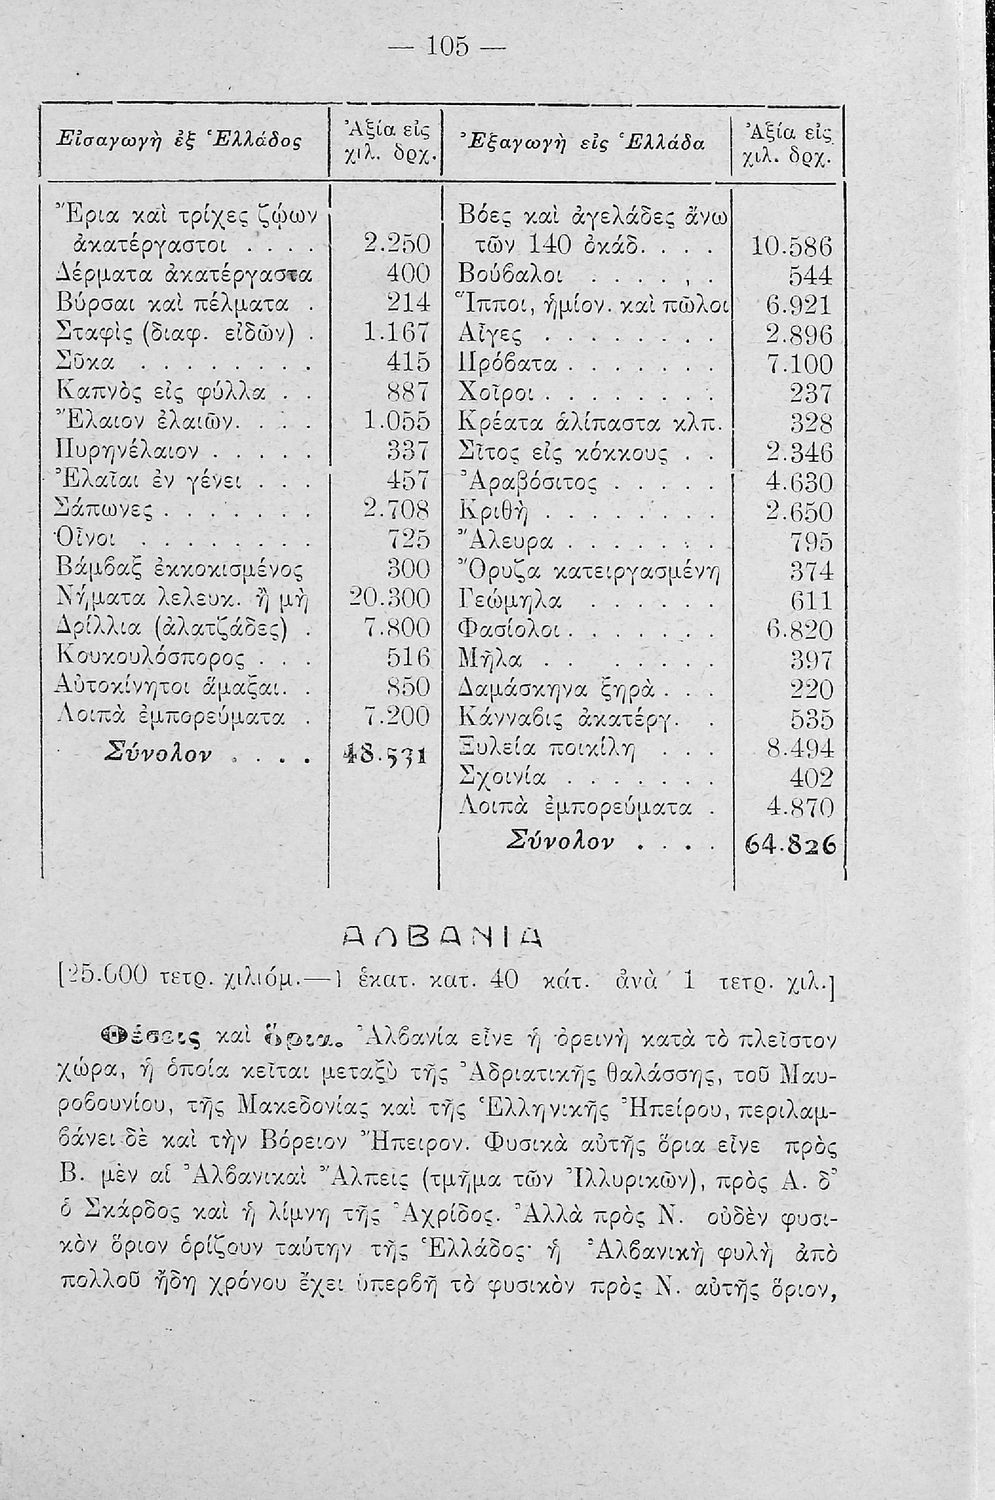 — 105 —
Εἰσαγωγὴ ἐξ Ἑλλάδος | Ἀξία εἰς χιλ. δρχ. | Ἐξαγωγὴ εἰς Ἑλλάδα | Ἀξία εἰς χιλ. δρχ.
Ἔρια καὶ τρίχες ζῴων | | Βόες καὶ ἀγελάδες ἄνω |
ἀκατέργαστοι . . . . | 2.250 | τῶν 140 ὀκάδ. . . . | 10.586
Δέρματα ἀκατέργαστα | 400 | Βούβαλοι . . . . , . | 544
Βύρσαι καὶ πέλματα . | 214 | Ἵπποι, ἡμίον. καὶ πῶλοι | 6.921
Σταφὶς (διαφ. εἰδῶν) . | 1.167 | Αἶγες . . . . . . . . | 2.896
Σῦκα . . . . . . . . | 415 | Πρόβατα . . . . . . . | 7.100
Καπνὸς εἰς φύλλα . . | 887 | Χοῖροι . . . . . . . . | 237
Ἔλαιον ἐλαιῶν. . . . | 1.055 | Κρέατα ἁλίπαστα κλπ. | 328
Πυρηνέλαιον . . . . . | 337 | Σῖτος εἰς κόκκους . . | 2.346
Ἐλαῖαι ἐν γένει . . . | 457 | Ἀραβόσιτος . . . . . | 4.630
Σάπωνες . . . . . . . | 2.708 | Κριθὴ . . . . . . . . | 2.650
Οἶνοι . . . . . . . . | 725 | Ἄλευρα . . . . . . . | 795
Βάμβαξ ἐκκοκισμένος | 300 | Ὄρυζα κατειργασμένη | 374
Νήματα λελευκ. ἢ μὴ | 20.300 | Γεώμηλα . . . . . . | 611
Δρίλλια (ἀλατζάδες) . | 7.800 | Φασίολοι . . . . . . . | 6.820
Κουκουλόσπορος . . . | 516 | Μῆλα . . . . . . . . | 397
Αὐτοκίνητοι ἅμαξαι. . | 850 | Δαμάσκηνα ξηρὰ . . . | 220
Λοιπὰ ἐμπορεύματα . | 7.200 | Κάνναβις ἀκατέργ. . | 535
Σύνολον . . . . | 48.531 | Ξυλεία ποικίλη . . . | 8.494
Σχοινία . . . . . . . | 402
Λοιπὰ ἐμπορεύματα . | 4.870
Σύνολον . . . . | 64.826
ΑΛΒΑΝΙΑ
[25.000 τετρ. χιλιόμ.—1 ἑκατ. κατ. 40 κάτ. ἀνὰ 1 τετρ. χιλ.]
Θέσεις καὶ ὅρια. Ἀλβανία εἶνε ἡ ὀρεινὴ κατὰ τὸ πλεῖστον
χώρα, ἡ ὁποία κεῖται μεταξὺ τῆς Ἀδριατικῆς θαλάσσης, τοῦ Μαυ-
ροβουνίου, τῆς Μακεδονίας καὶ τῆς Ἑλληνικῆς Ἠπείρου, περιλαμ-
βάνει δὲ καὶ τὴν Βόρειον Ἤπειρον. Φυσικὰ αὐτῆς ὅρια εἶνε πρὸς
Β. μὲν αἱ Ἀλβανικαὶ Ἄλπεις (τμῆμα τῶν Ἰλλυρικῶν), πρὸς Α. δ’
ὁ Σκάρδος καὶ ἡ λίμνη τῆς Ἀχρίδος. Ἀλλὰ πρὸς Ν. οὐδὲν φυσι-
κὸν ὅριον ὁρίζουν ταύτην τῆς Ἑλλάδος· ἡ Ἀλβανικὴ φυλὴ ἀπὸ
πολλοῦ ἤδη χρόνου ἔχει ὑπερβῆ τὸ φυσικὸν πρὸς Ν. αὐτῆς ὅριον,